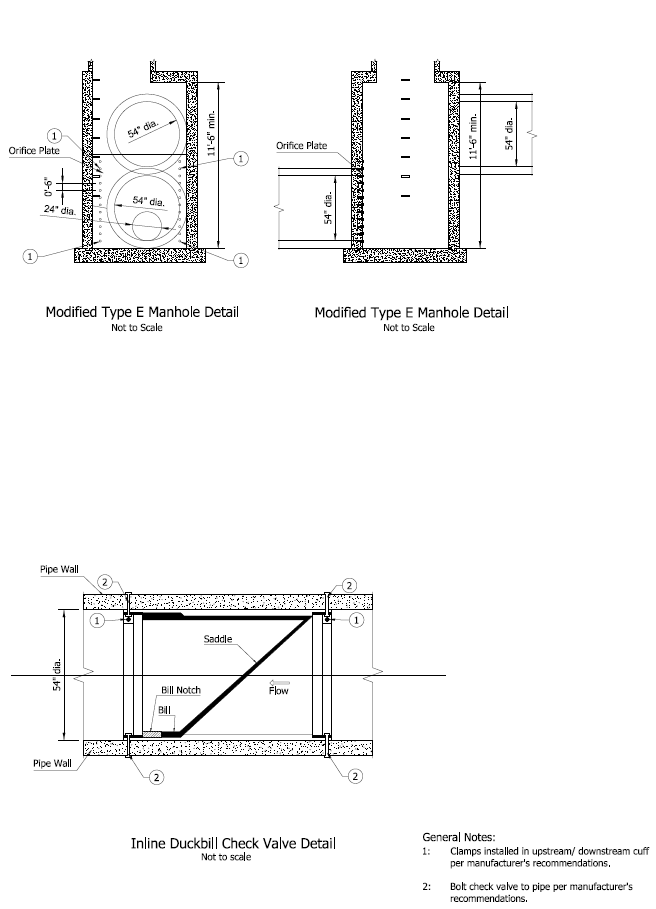 1
Orifice Plate
0'-6"
24" dia.
54" dia.
54" dia.
11'-6" min.
1
1
1
Modified Type E Manhole Detail
Not to Scale
Orifice Plate
54" dia.
11'-6" min.
54" dia.
Modified Type E Manhole Detail
Not to Scale
Pipe Wall
2
2
1
1
54" dia.
Saddle
Flow
Bill Notch
Bill
Pipe Wall
2
2
Inline Duckbill Check Valve Detail
Not to scale
General Notes:
1: Clamps installed in upstream/ downstream cuff
per manufacturer's recommendations.
2: Bolt check valve to pipe per manufacturer's
recommendations.